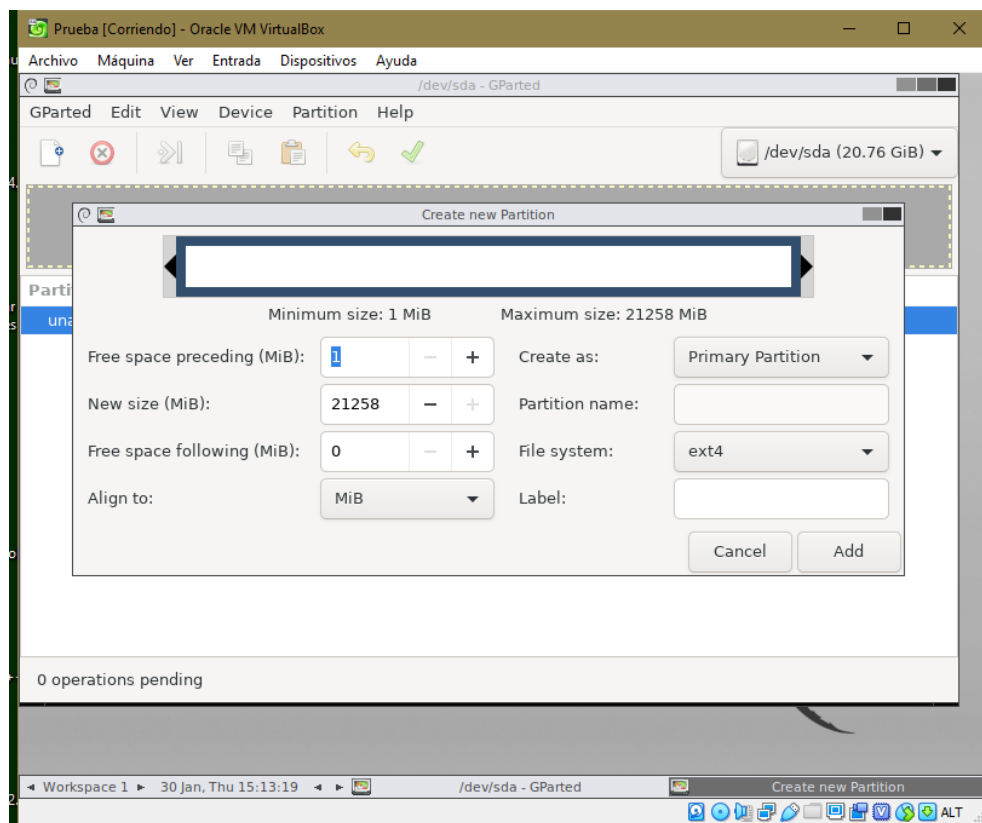 Prueba [Corriendo] - Oracle VM VirtualBox
Archivo Máquina Ver Entrada Dispositivos Ayuda
/dev/sda - GParted
GParted Edit View Device Partition Help
/dev/sda (20.76 GiB)
Create new Partition
Minimum size: 1 MiB Maximum size: 21258 MiB
Parti
una
Free space preceding (MiB): 1 Create as: Primary Partition
New size (MiB): 21258 Partition name:
Free space following (MiB): 0 File system: ext4
Align to: MiB Label:
Cancel Add
0 operations pending
Workspace 1 30 Jan, Thu 15:13:19 /dev/sda - GParted Create new Partition
ALT